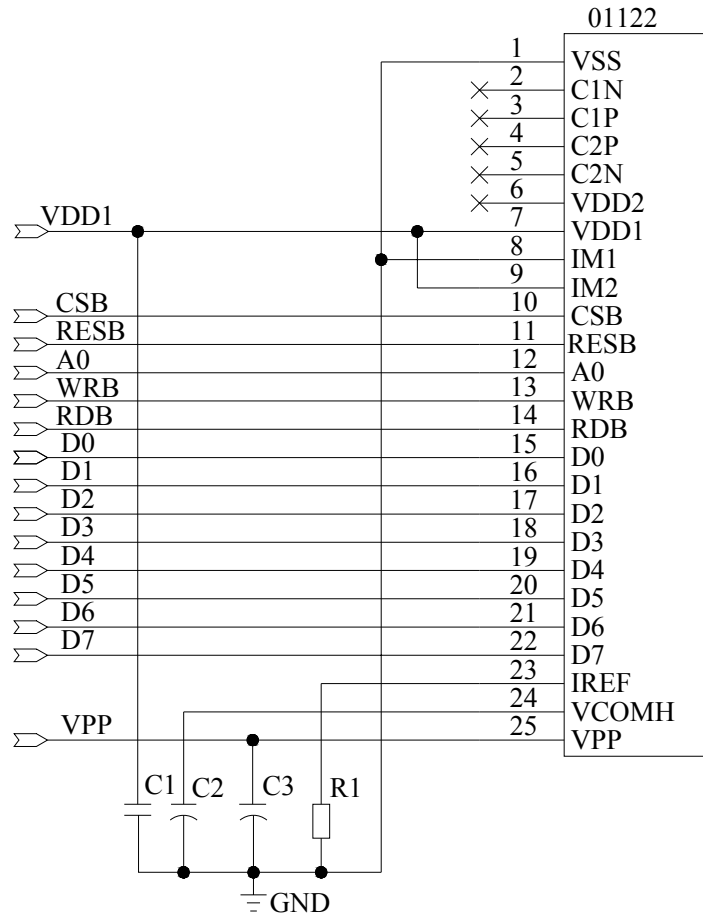 01122
1 VSS
2 C1N
3 C1P
4 C2P
5 C2N
6 VDD2
VDD1 7 VDD1
8 IM1
9 IM2
CSB 10 CSB
RESB 11 RESB
A0 12 A0
WRB 13 WRB
RDB 14 RDB
D0 15 D0
D1 16 D1
D2 17 D2
D3 18 D3
D4 19 D4
D5 20 D5
D6 21 D6
D7 22 D7
23 IREF
24 VCOMH
VPP 25 VPP
C1 C2 C3 R1
GND